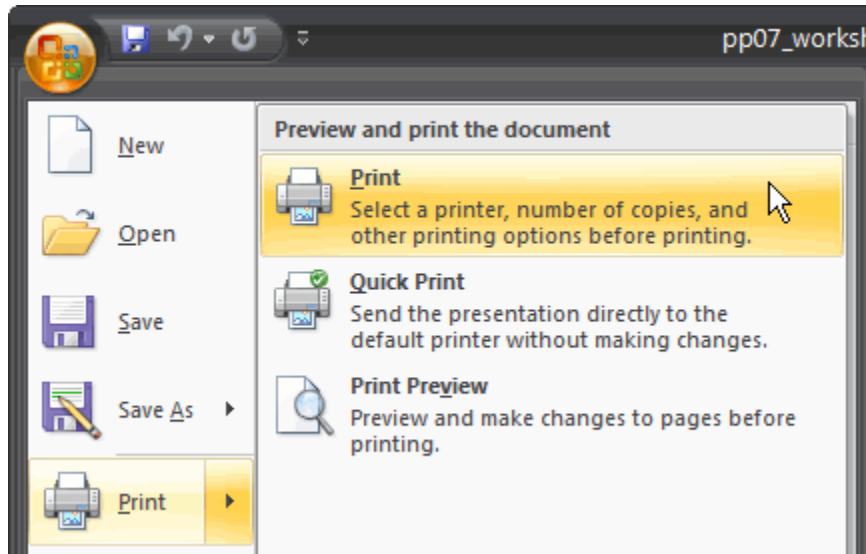 pp07_worksh
New
Open
Save
Save As
Print
Preview and print the document
Print
Select a printer, number of copies, and
other printing options before printing.
Quick Print
Send the presentation directly to the
default printer without making changes.
Print Preview
Preview and make changes to pages before
printing.